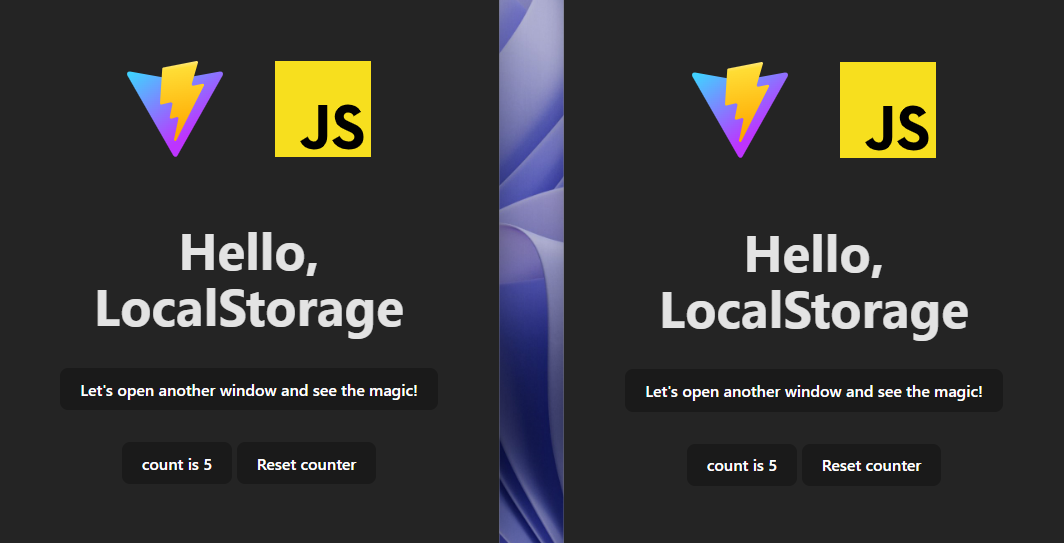 JS
Hello,
LocalStorage
Let's open another window and see the magic!
count is 5
Reset counter
JS
Hello,
LocalStorage
Let's open another window and see the magic!
count is 5
Reset counter